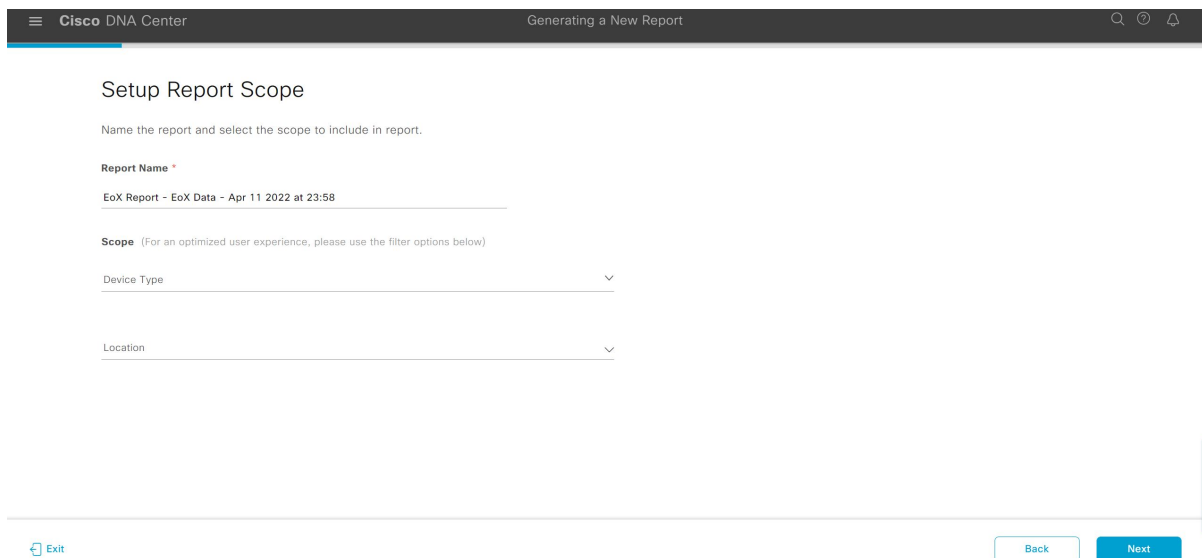 Cisco DNA Center
Generating a New Report
Setup Report Scope
Name the report and select the scope to include in report.
Report Name *
EoX Report - EoX Data - Apr 11 2022 at 23:58
Scope (For an optimized user experience, please use the filter options below)
Device Type
Location
Exit
Back
Next